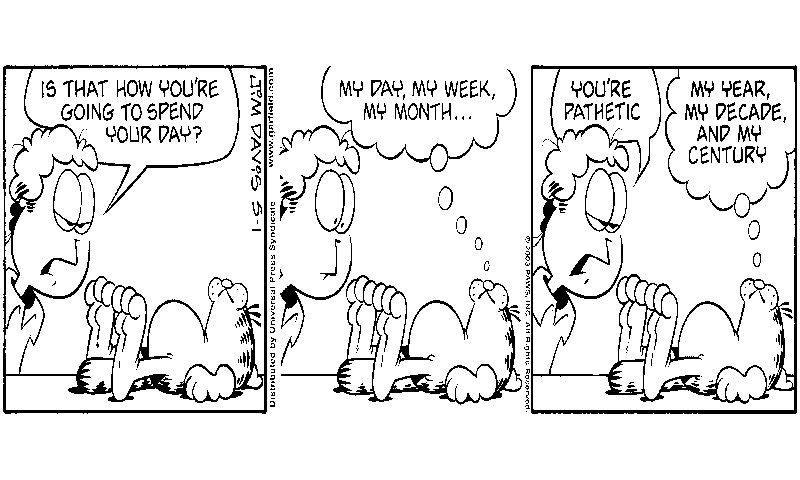 IS THAT HOW YOU'RE
GOING TO SPEND
YOUR DAY?
JIM DAVIS 5-1
www.garfield.com
Distributed by Universal Press Syndicate
MY DAY, MY WEEK,
MY MONTH...
© 2003 PAWS, INC. All Rights Reserved.
YOU'RE
PATHETIC
MY YEAR,
MY DECADE,
AND MY
CENTURY